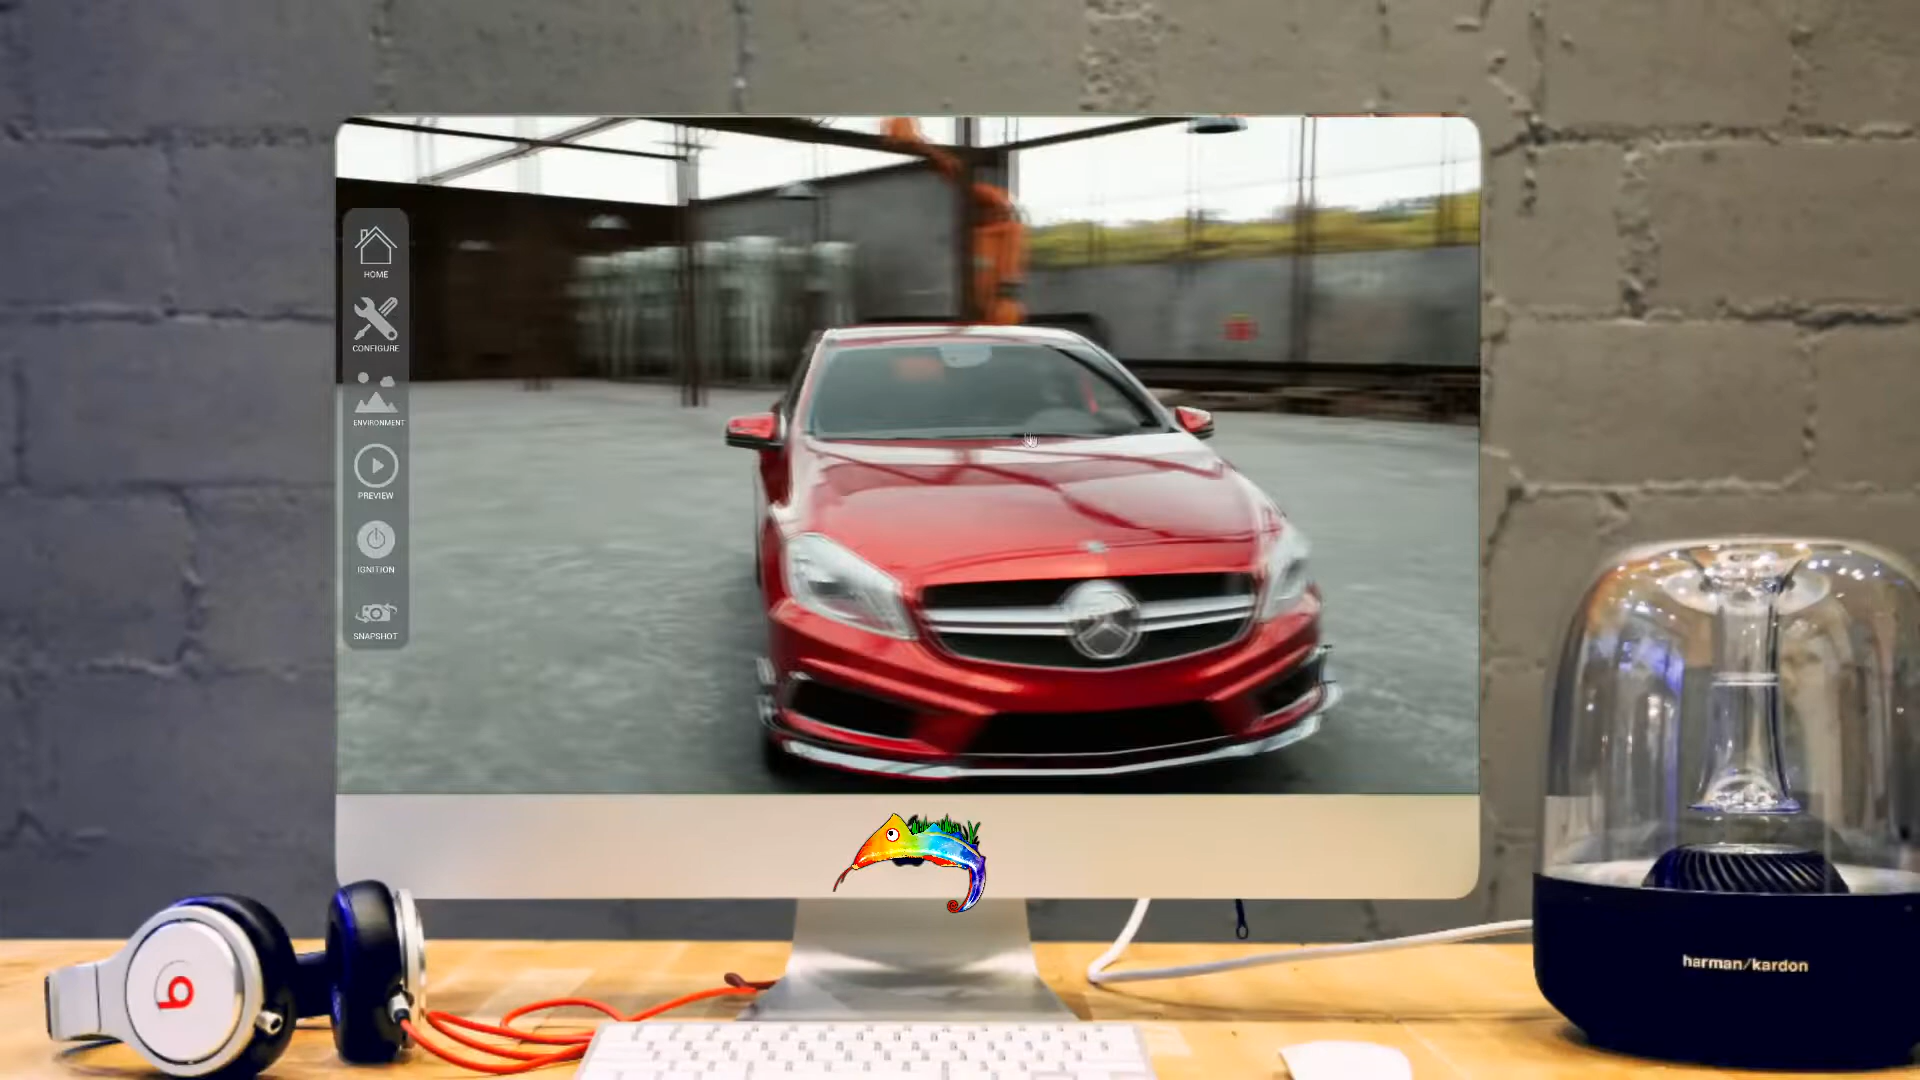 HOME
CONFIGURE
ENVIRONMENT
PREVIEW
IGNITION
SNAPSHOT
b
harman/kardon